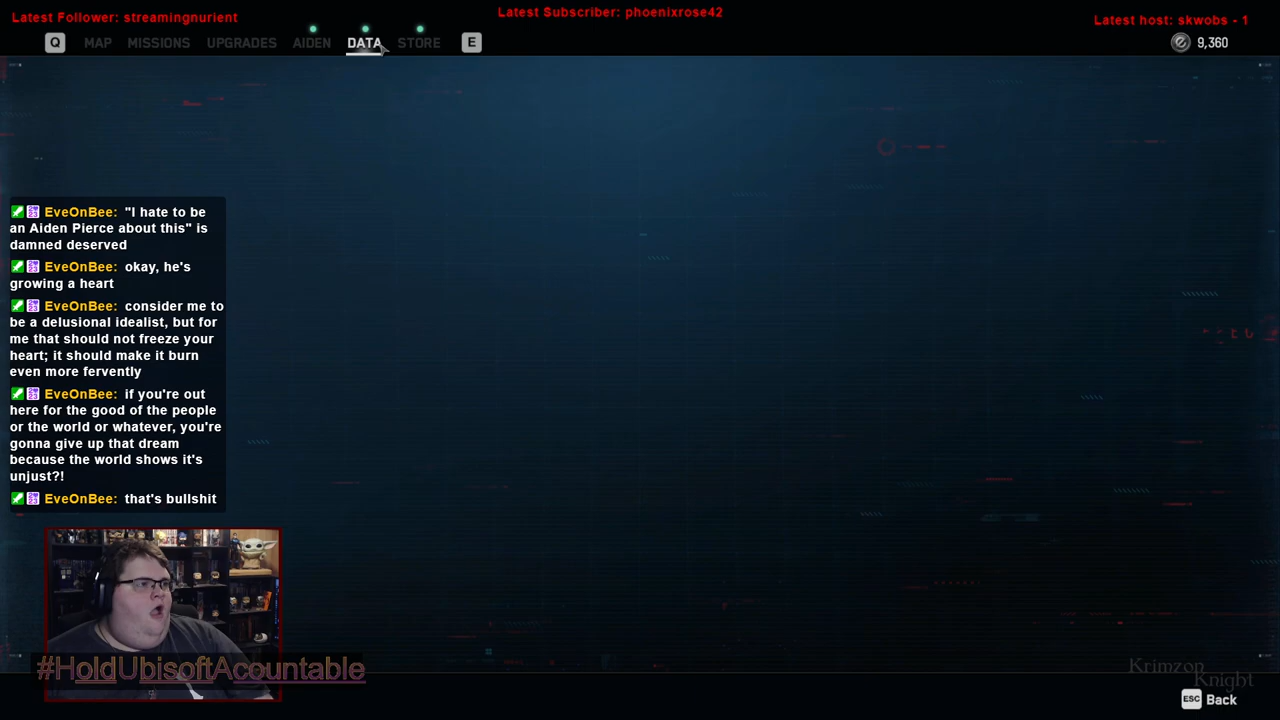 Latest Follower: streamingnurient
Latest Subscriber: phoenixrose42
Latest host: skwobs - 1
Q MAP MISSIONS UPGRADES AIDEN DATA STORE E
9,360
EveOnBee: "I hate to be
an Aiden Pierce about this" is
damned deserved
EveOnBee: okay, he's
growing a heart
EveOnBee: consider me to
be a delusional idealist, but for
me that should not freeze your
heart; it should make it burn
even more fervently
EveOnBee: if you're out
here for the good of the people
or the world or whatever, you're
gonna give up that dream
because the world shows it's
unjust?!
EveOnBee: that's bullshit
#HoldUbisoftAcountable
Krimzon
Knight
ESC Back